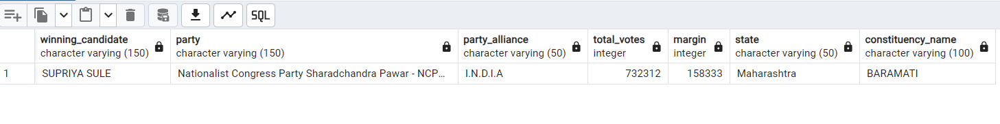 SQL
winning_candidate party party_alliance total_votes margin state constituency_name
character varying (150) character varying (150) character varying (50) integer integer character varying (50) character varying (100)
1 SUPRIYA SULE Nationalist Congress Party Sharadchandra Pawar - NCP… I.N.D.I.A 732312 158333 Maharashtra BARAMATI